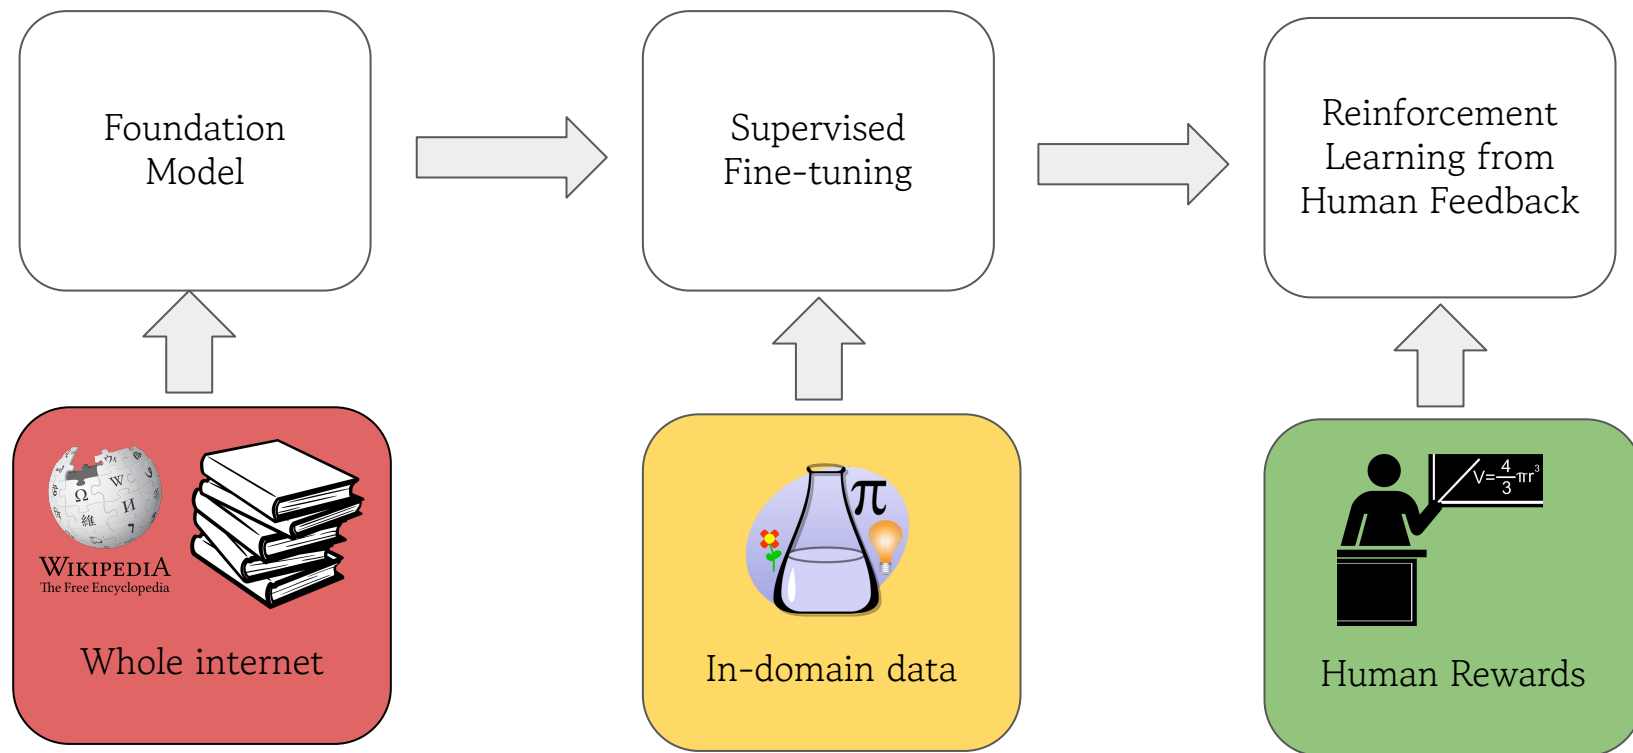 Foundation
Model
Supervised
Fine-tuning
Reinforcement
Learning from
Human Feedback
Ω
W
И
維
WIKIPEDIA
The Free Encyclopedia
Whole internet
π
In-domain data
V=4/3πr³
Human Rewards